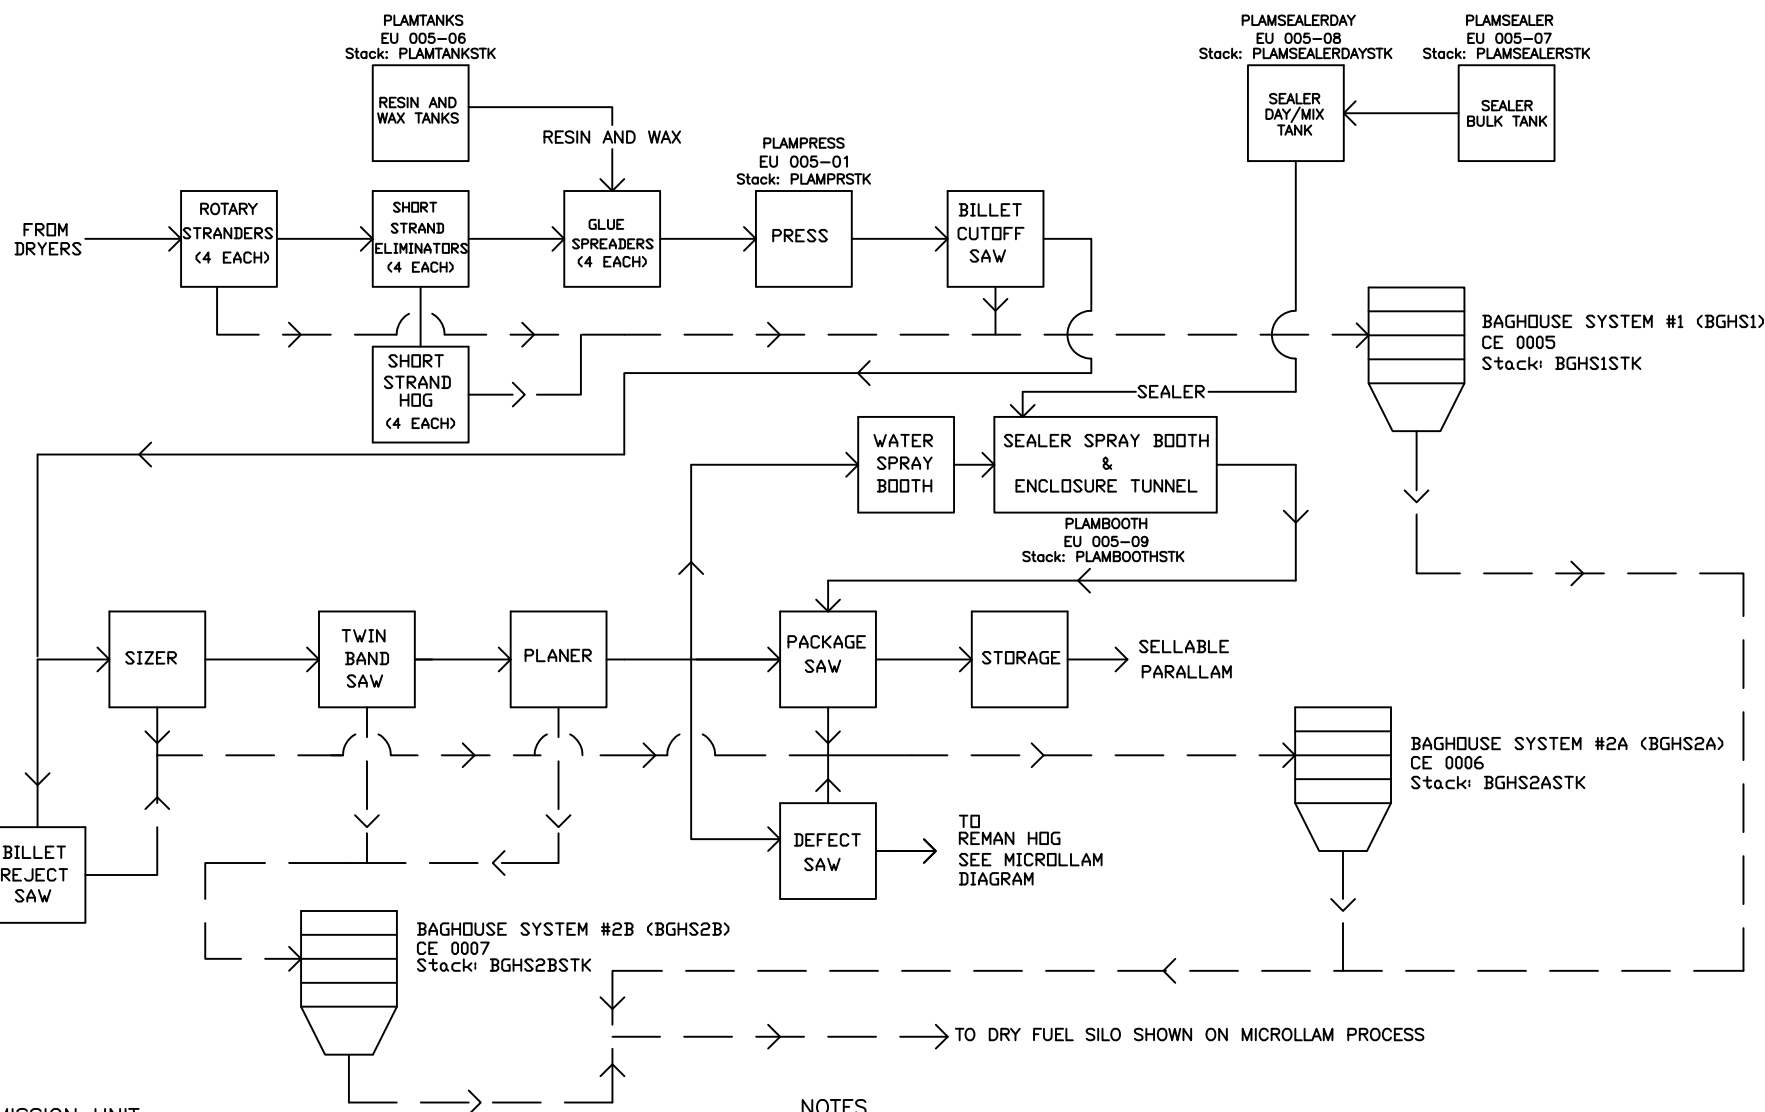 PLAMTANKS
EU 005-06
Stack: PLAMTANKSTK
PLAMSEALERDAY
EU 005-08
Stack: PLAMSEALERDAYSTK
PLAMSEALER
EU 005-07
Stack: PLAMSEALERSTK
RESIN AND
WAX TANKS
RESIN AND WAX
SEALER
DAY/MIX
TANK
SEALER
BULK TANK
PLAMPRESS
EU 005-01
Stack: PLAMPRSTK
FROM
DRYERS
ROTARY
STRANDERS
(4 EACH)
SHORT
STRAND
ELIMINATORS
(4 EACH)
GLUE
SPREADERS
(4 EACH)
PRESS
BILLET
CUTOFF
SAW
BAGHOUSE SYSTEM #1 (BGHS1)
CE 0005
Stack: BGHS1STK
SHORT
STRAND
HOG
(4 EACH)
SEALER
WATER
SPRAY
BOOTH
SEALER SPRAY BOOTH
&
ENCLOSURE TUNNEL
PLAMBOOTH
EU 005-09
Stack: PLAMBOOTHSTK
SIZER
TWIN
BAND
SAW
PLANER
PACKAGE
SAW
STORAGE
SELLABLE
PARALLAM
BAGHOUSE SYSTEM #2A (BGHS2A)
CE 0006
Stack: BGHS2ASTK
BILLET
REJECT
SAW
DEFECT
SAW
TO
REMAN HOG
SEE MICROLLAM
DIAGRAM
BAGHOUSE SYSTEM #2B (BGHS2B)
CE 0007
Stack: BGHS2BSTK
TO DRY FUEL SILO SHOWN ON MICROLLAM PROCESS
UNIT
NOTES